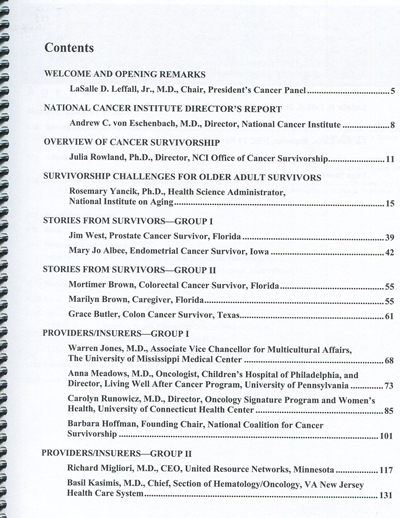 Contents
WELCOME AND OPENING REMARKS
LaSalle D. Leffall, Jr., M.D., Chair, President's Cancer Panel ..................................5
NATIONAL CANCER INSTITUTE DIRECTOR'S REPORT
Andrew C. von Eschenbach, M.D., Director, National Cancer Institute ...................8
OVERVIEW OF CANCER SURVIVORSHIP
Julia Rowland, Ph.D., Director, NCI Office of Cancer Survivorship.......................11
SURVIVORSHIP CHALLENGES FOR OLDER ADULT SURVIVORS
Rosemary Yancik, Ph.D., Health Science Administrator,
National Institute on Aging.......................................................................................15
STORIES FROM SURVIVORS—GROUP I
Jim West, Prostate Cancer Survivor, Florida ............................................................39
Mary Jo Albee, Endometrial Cancer Survivor, Iowa ................................................42
STORIES FROM SURVIVORS—GROUP II
Mortimer Brown, Colorectal Cancer Survivor, Florida............................................55
Marilyn Brown, Caregiver, Florida...........................................................................55
Grace Butler, Colon Cancer Survivor, Texas.............................................................61
PROVIDERS/INSURERS—GROUP I
Warren Jones, M.D., Associate Vice Chancellor for Multicultural Affairs,
The University of Mississippi Medical Center ..........................................................68
Anna Meadows, M.D., Oncologist, Children's Hospital of Philadelphia, and
Director, Living Well After Cancer Program, University of Pennsylvania ............73
Carolyn Runowicz, M.D., Director, Oncology Signature Program and Women's
Health, University of Connecticut Health Center .....................................................85
Barbara Hoffman, Founding Chair, National Coalition for Cancer
Survivorship ............................................................................................................101
PROVIDERS/INSURERS—GROUP II
Richard Migliori, M.D., CEO, United Resource Networks, Minnesota ................117
Basil Kasimis, M.D., Chief, Section of Hematology/Oncology, VA New Jersey
Health Care System..................................................................................................131